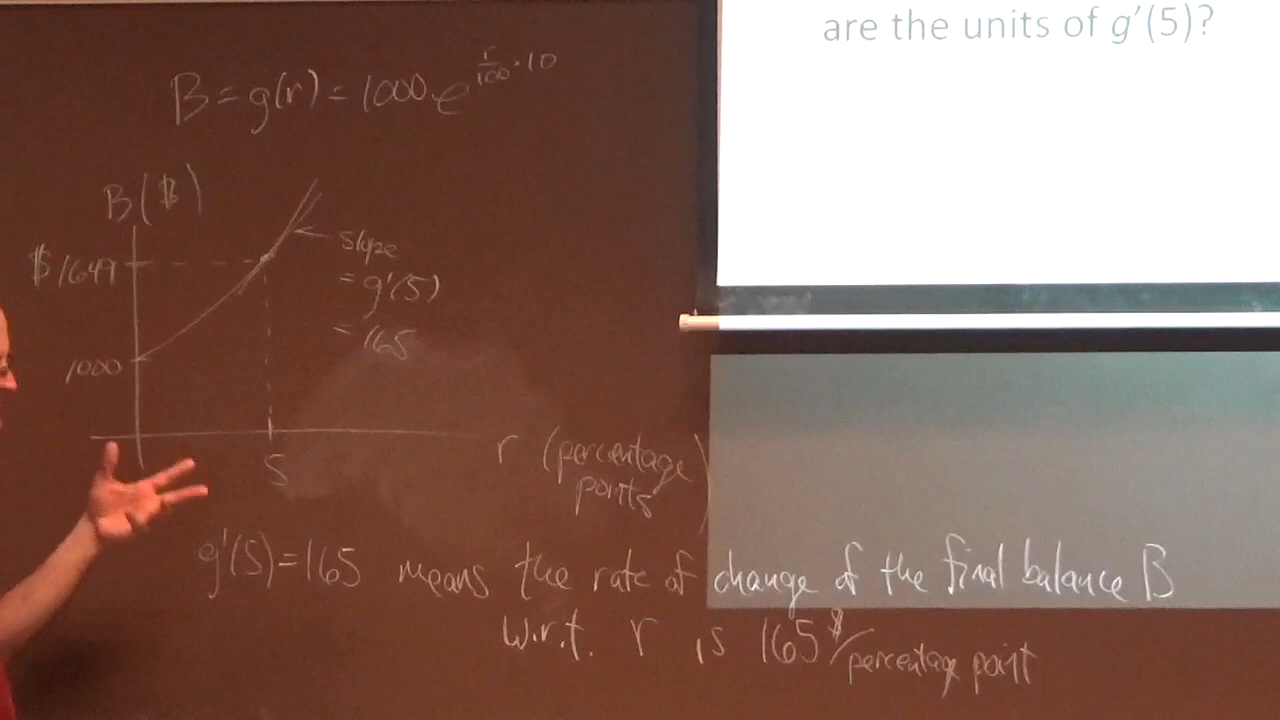 are the units of g′(5)?
B = g(r) = 1000e^(r/100 · 10)
B($)
$1649
1000
slope
= g'(5)
= 165
5
r (percentage
points)
g'(5) = 165 means the rate of change of the final balance B
w.r.t. r is 165 $/percentage point